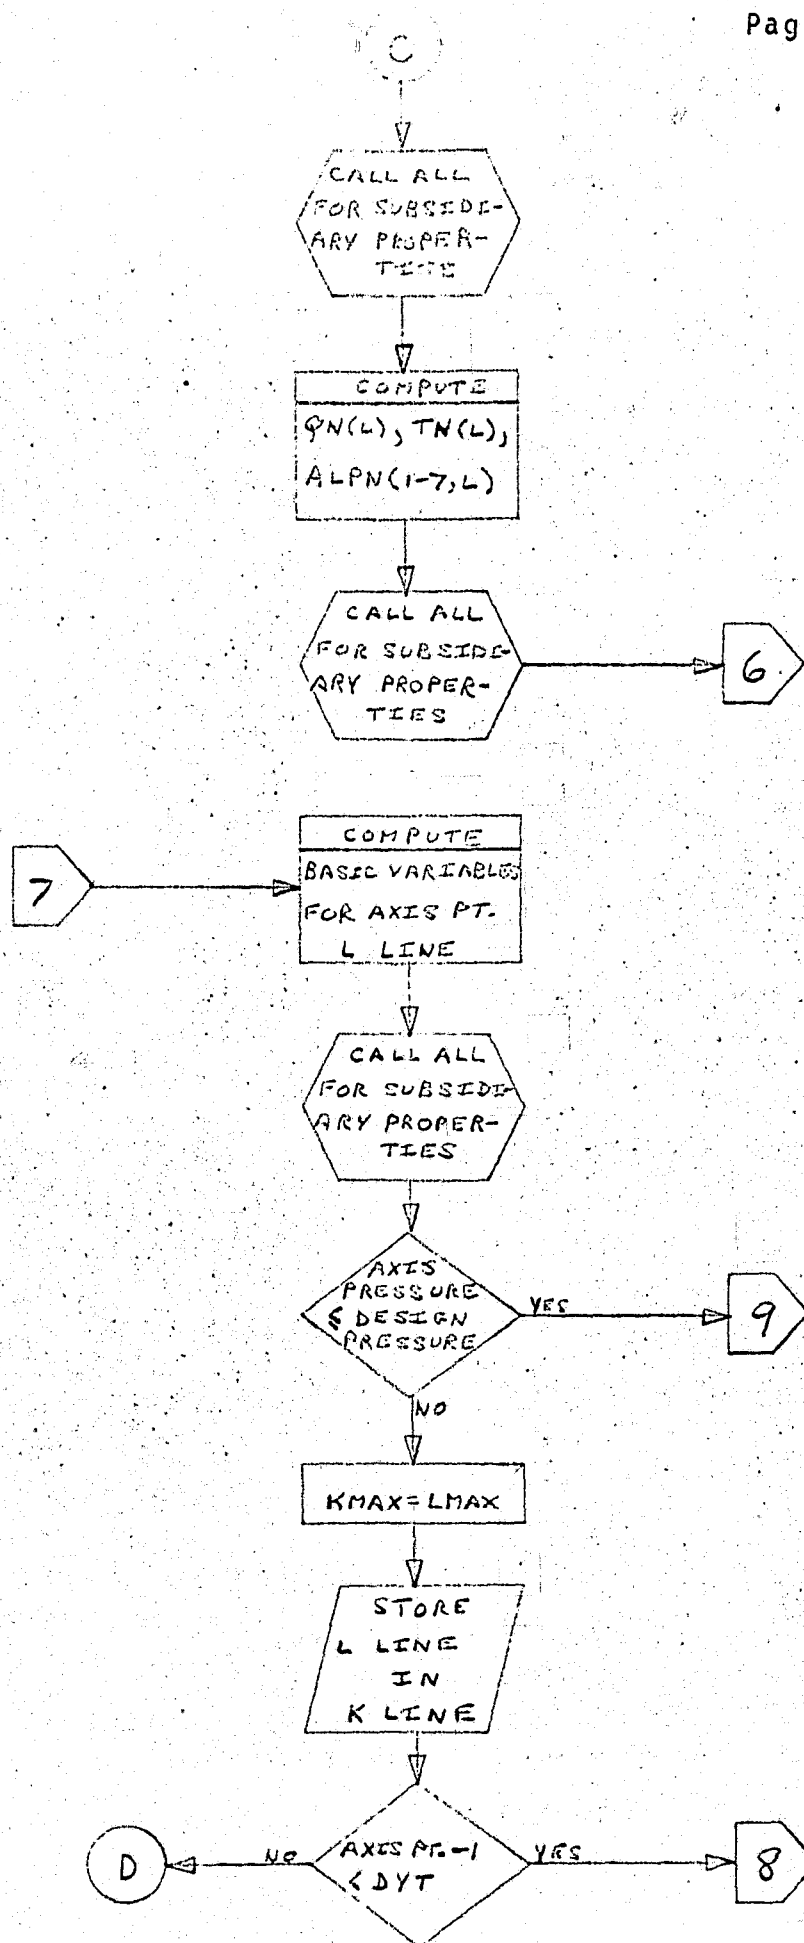 Pag
C
CALL ALL
FOR SUBSIDI-
ARY PROPER-
TIES
COMPUTE
QN(L), TN(L),
ALPN(1-7,L)
CALL ALL
FOR SUBSIDI-
ARY PROPER-
TIES
6
7
COMPUTE
BASIC VARIABLES
FOR AXIS PT.
L LINE
CALL ALL
FOR SUBSIDI-
ARY PROPER-
TIES
AXIS
PRESSURE
≤ DESIGN
PRESSURE
YES
9
NO
KMAX=LMAX
STORE
L LINE
IN
K LINE
D
NO
AXIS PT.-1
< DYT
YES
8